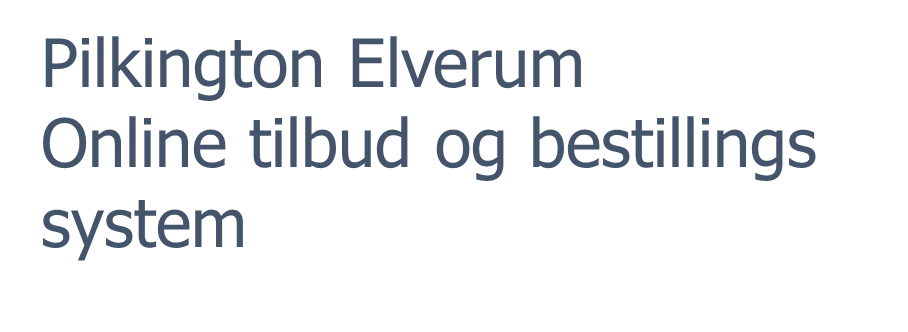 Pilkington Elverum
Online tilbud og bestillings
system